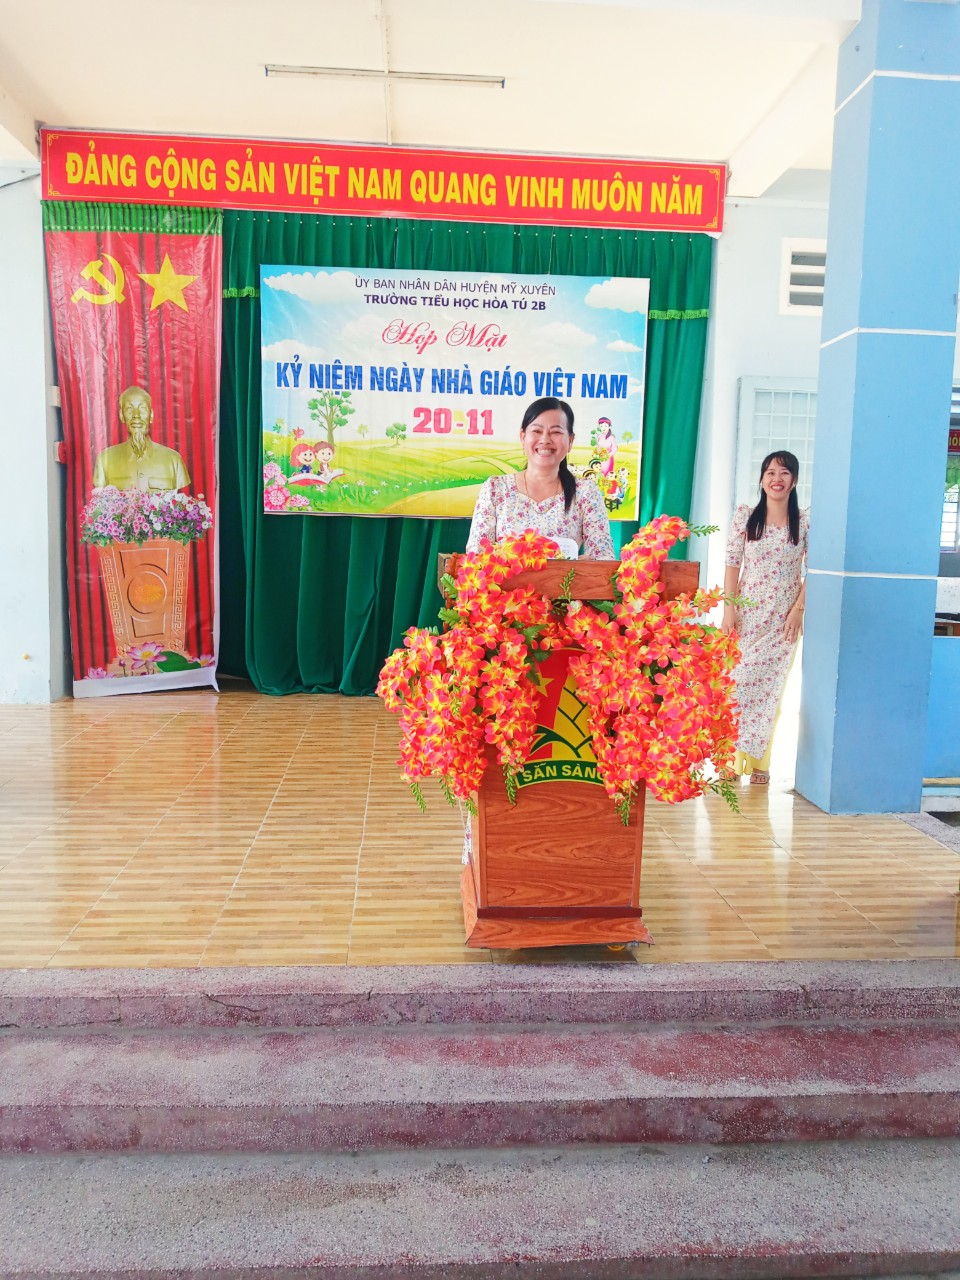 ĐẢNG CỘNG SẢN VIỆT NAM QUANG VINH MUÔN NĂM
ỦY BAN NHÂN DÂN HUYỆN MỸ XUYÊN
TRƯỜNG TIỂU HỌC HÒA TÚ 2B
Họp Mặt
KỶ NIỆM NGÀY NHÀ GIÁO VIỆT NAM
20-11
SẴN SÀNG